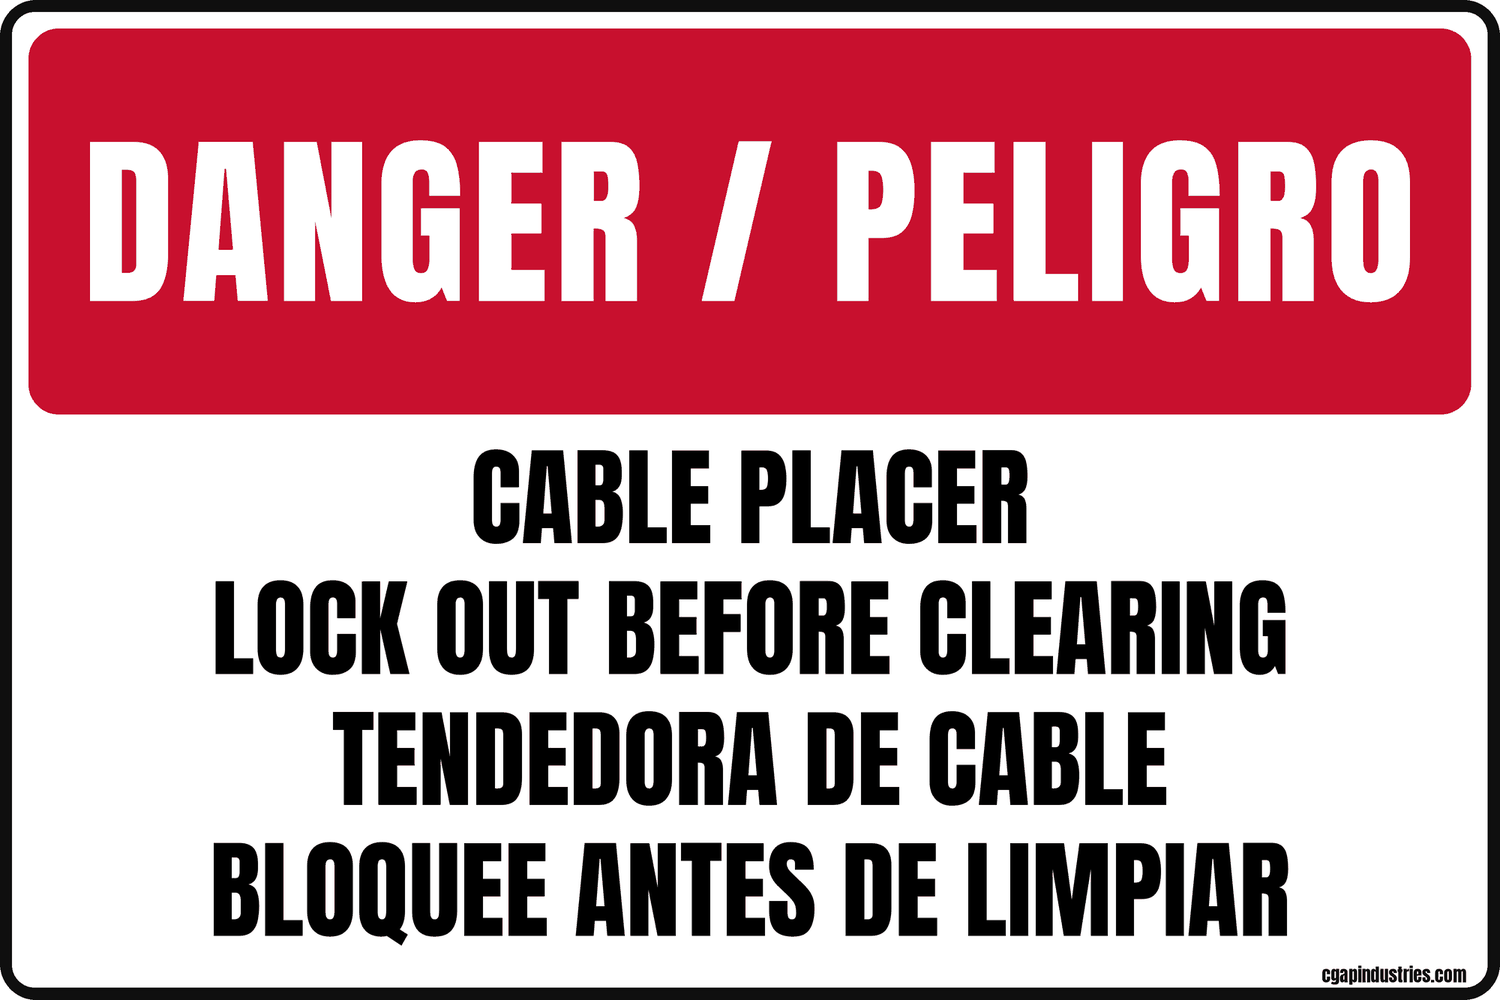 DANGER / PELIGRO
CABLE PLACER
LOCK OUT BEFORE CLEARING
TENDEDORA DE CABLE
BLOQUEE ANTES DE LIMPIAR
cgapindustries.com